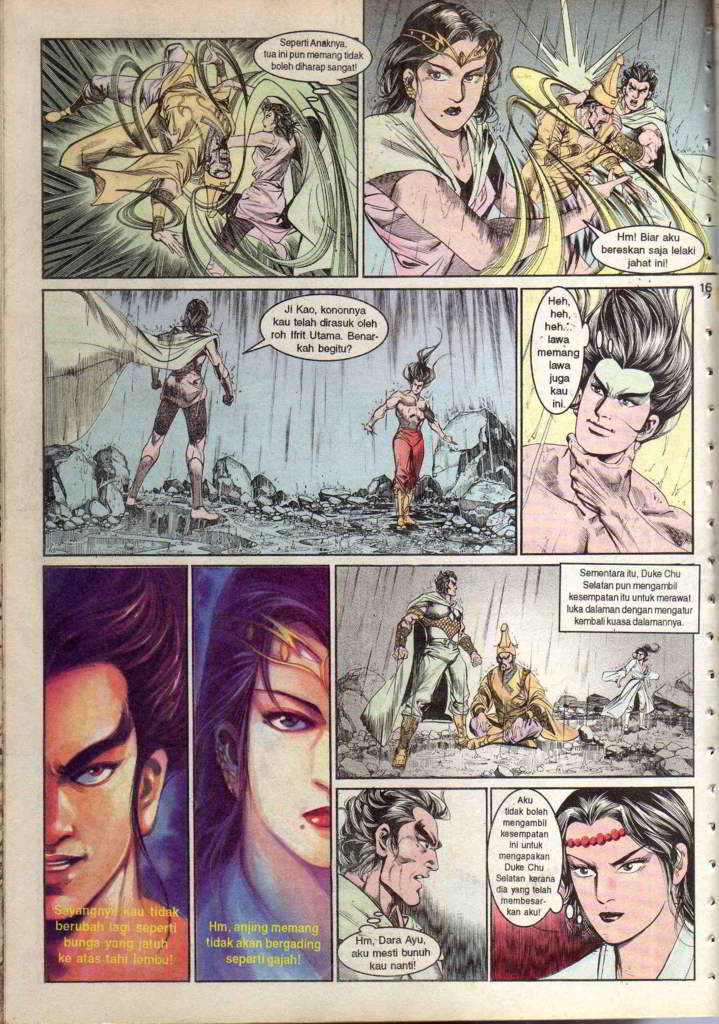 Seperti Anaknya,
tua ini pun memang tidak
boleh diharap sangat!
Hm! Biar aku
bereskan saja lelaki
jahat ini!
16
Ji Kao, kononnya
kau telah dirasuk oleh
roh Ifrit Utama. Benar-
kah begitu?
Heh,
heh,
heh...
lawa
memang
lawa
juga
kau
ini.
Sayangnya kau tidak
berubah lagi seperti
bunga yang jatuh
ke atas tahi lembu!
Hm, anjing memang
tidak akan bergading
seperti gajah!
Sementara itu, Duke Chu
Selatan pun mengambil
kesempatan itu untuk merawat
luka dalaman dengan mengatur
kembali kuasa dalamannya.
Hm, Dara Ayu,
aku mesti bunuh
kau nanti!
Aku
tidak boleh
mengambil
kesempatan
ini untuk
mengapakan
Duke Chu
Selatan kerana
dia yang telah
membesar-
kan aku!